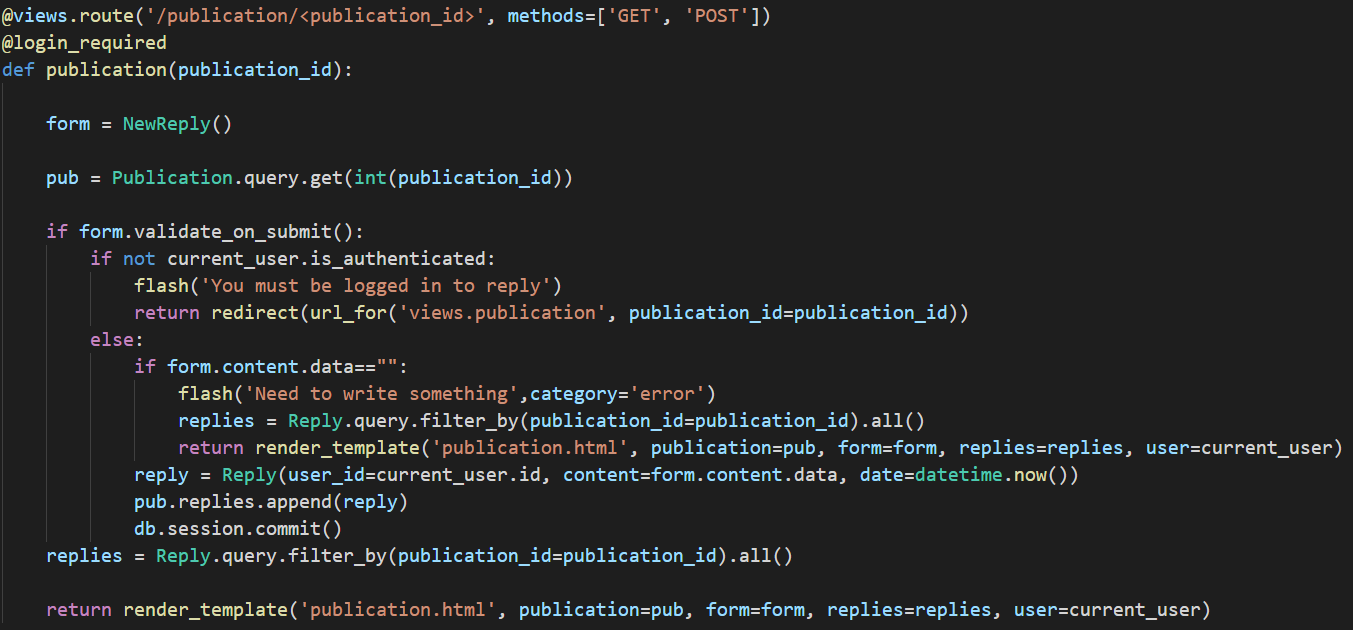 @views.route('/publication/<publication_id>', methods=['GET', 'POST'])
@login_required
def publication(publication_id):
form = NewReply()
pub = Publication.query.get(int(publication_id))
if form.validate_on_submit():
if not current_user.is_authenticated:
flash('You must be logged in to reply')
return redirect(url_for('views.publication', publication_id=publication_id))
else:
if form.content.data=="":
flash('Need to write something',category='error')
replies = Reply.query.filter_by(publication_id=publication_id).all()
return render_template('publication.html', publication=pub, form=form, replies=replies, user=current_user)
reply = Reply(user_id=current_user.id, content=form.content.data, date=datetime.now())
pub.replies.append(reply)
db.session.commit()
replies = Reply.query.filter_by(publication_id=publication_id).all()
return render_template('publication.html', publication=pub, form=form, replies=replies, user=current_user)